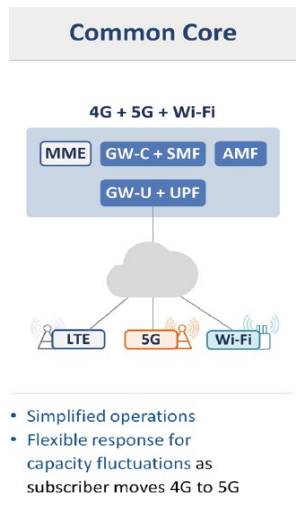 Common Core
4G + 5G + Wi-Fi
MME GW-C + SMF AMF
GW-U + UPF
LTE 5G Wi-Fi
• Simplified operations
• Flexible response for
capacity fluctuations as
subscriber moves 4G to 5G